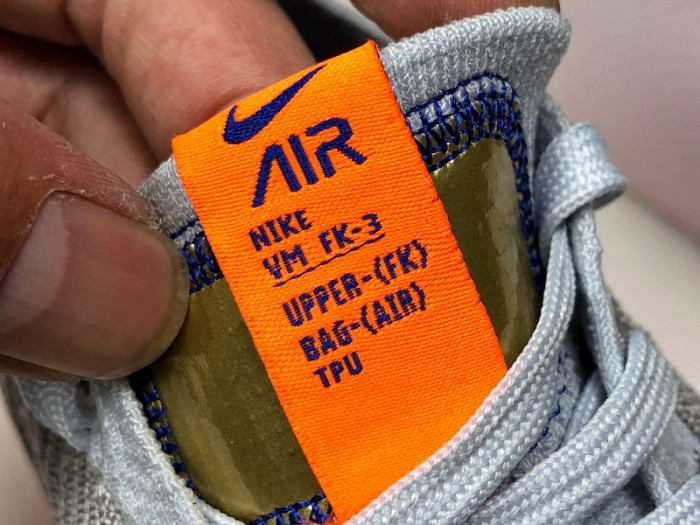 AIR
NIKE
VM FK-3
UPPER-(FK)
BAG-(AIR)
TPU